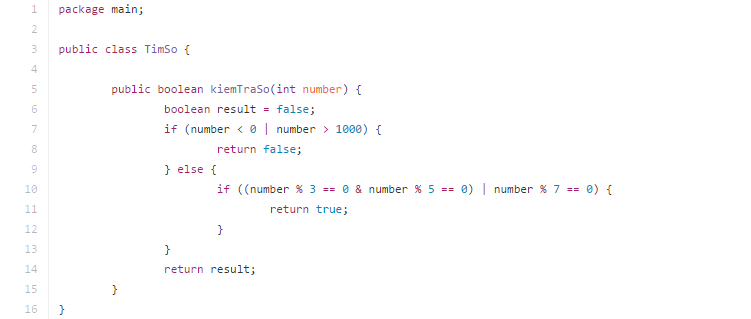 1 package main;
2
3 public class TimSo {
4
5 public boolean kiemTraSo(int number) {
6 boolean result = false;
7 if (number < 0 | number > 1000) {
8 return false;
9 } else {
10 if ((number % 3 == 0 & number % 5 == 0) | number % 7 == 0) {
11 return true;
12 }
13 }
14 return result;
15 }
16 }